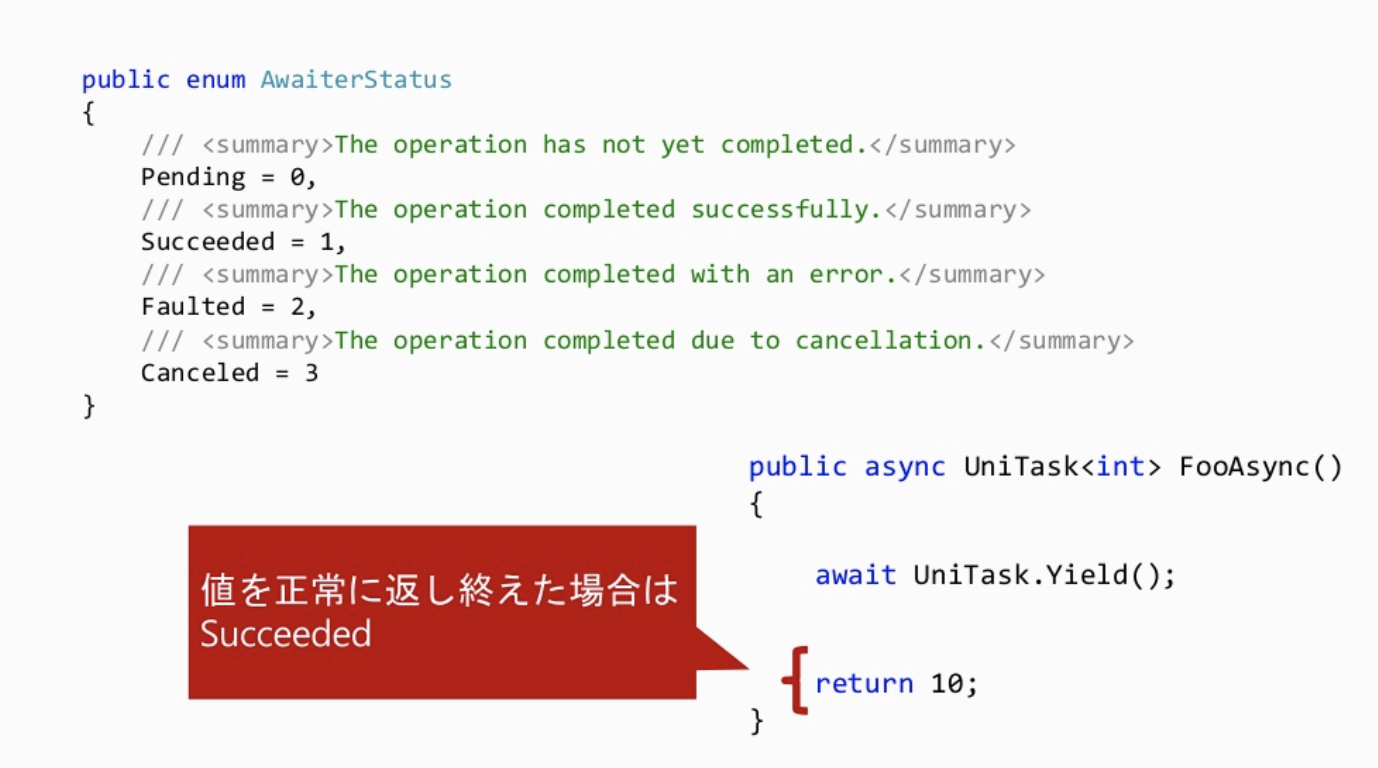 public enum AwaiterStatus
{
/// <summary>The operation has not yet completed.</summary>
Pending = 0,
/// <summary>The operation completed successfully.</summary>
Succeeded = 1,
/// <summary>The operation completed with an error.</summary>
Faulted = 2,
/// <summary>The operation completed due to cancellation.</summary>
Canceled = 3
}
public async UniTask<int> FooAsync()
{
await UniTask.Yield();
return 10;
}
値を正常に返し終えた場合は
Succeeded